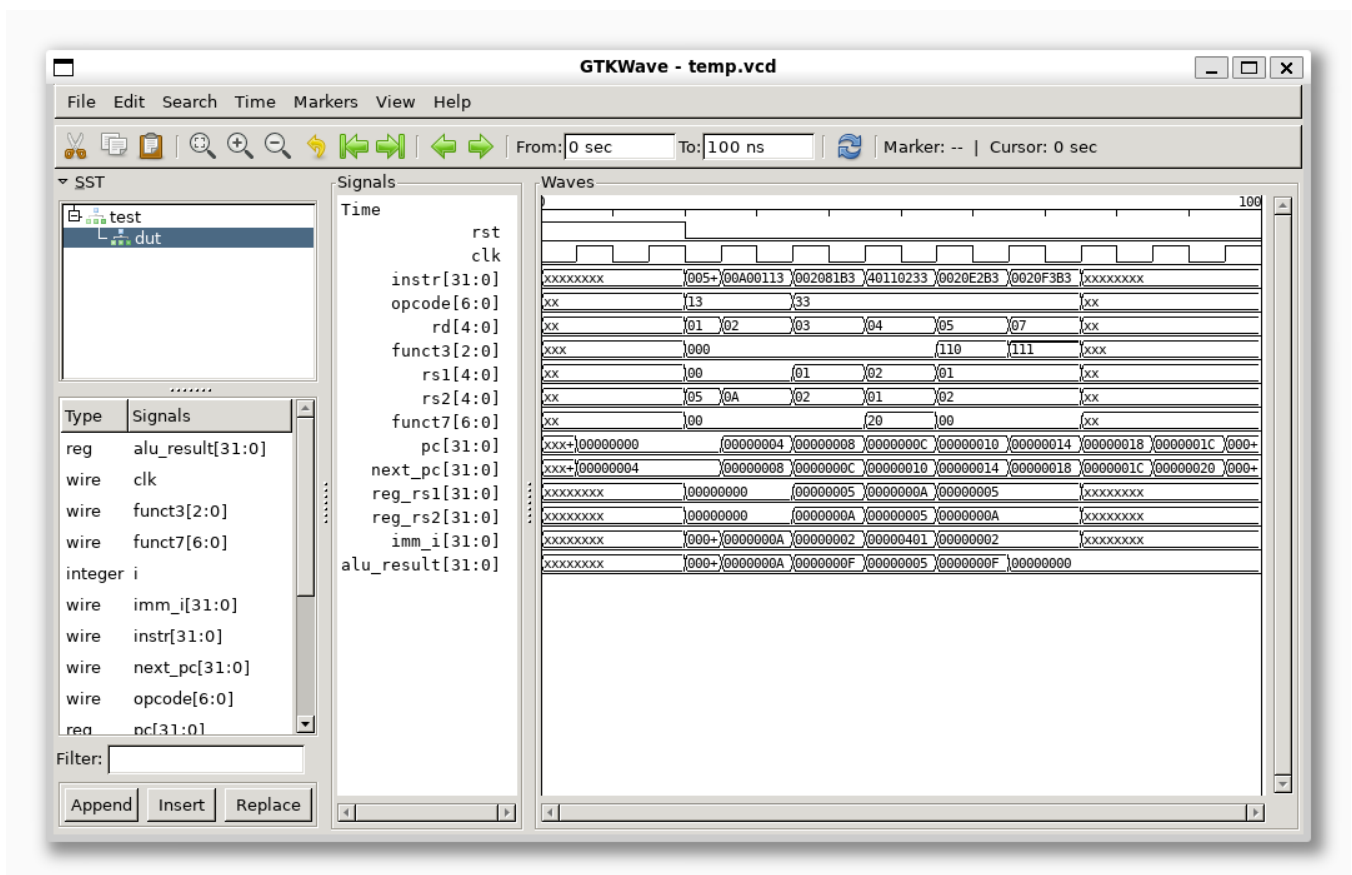 GTKWave - temp.vcd
File Edit Search Time Markers View Help
From: 0 sec To: 100 ns Marker: -- | Cursor: 0 sec
SST
test
dut
Type Signals
reg alu_result[31:0]
wire clk
wire funct3[2:0]
wire funct7[6:0]
integer i
wire imm_i[31:0]
wire instr[31:0]
wire next_pc[31:0]
wire opcode[6:0]
reg pc[31:0]
Filter:
Append Insert Replace
Signals
Time
rst
clk
instr[31:0]
opcode[6:0]
rd[4:0]
funct3[2:0]
rs1[4:0]
rs2[4:0]
funct7[6:0]
pc[31:0]
next_pc[31:0]
reg_rs1[31:0]
reg_rs2[31:0]
imm_i[31:0]
alu_result[31:0]
Waves
100
xxxxxxxx 005+ 00A00113 002081B3 40110233 0020E2B3 0020F3B3 xxxxxxxx
xx 13 33 xx
xx 01 02 03 04 05 07 xx
xxx 000 110 111 xxx
xx 00 01 02 01 xx
xx 05 0A 02 01 02 xx
xx 00 20 00 xx
xxx+ 00000000 00000004 00000008 0000000C 00000010 00000014 00000018 0000001C 000+
xxx+ 00000004 00000008 0000000C 00000010 00000014 00000018 0000001C 00000020 000+
xxxxxxxx 00000000 00000005 0000000A 00000005 xxxxxxxx
xxxxxxxx 00000000 0000000A 00000005 0000000A xxxxxxxx
xxxxxxxx 000+ 0000000A 00000002 00000401 00000002 xxxxxxxx
xxxxxxxx 000+ 0000000A 0000000F 00000005 0000000F 00000000